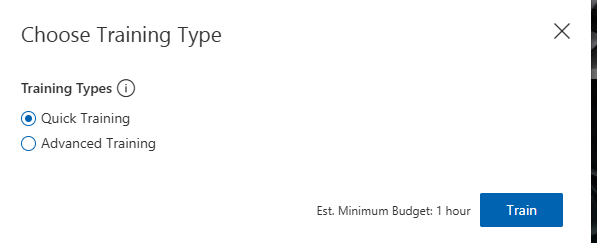 Choose Training Type
Training Types
Quick Training
Advanced Training
Est. Minimum Budget: 1 hour Train